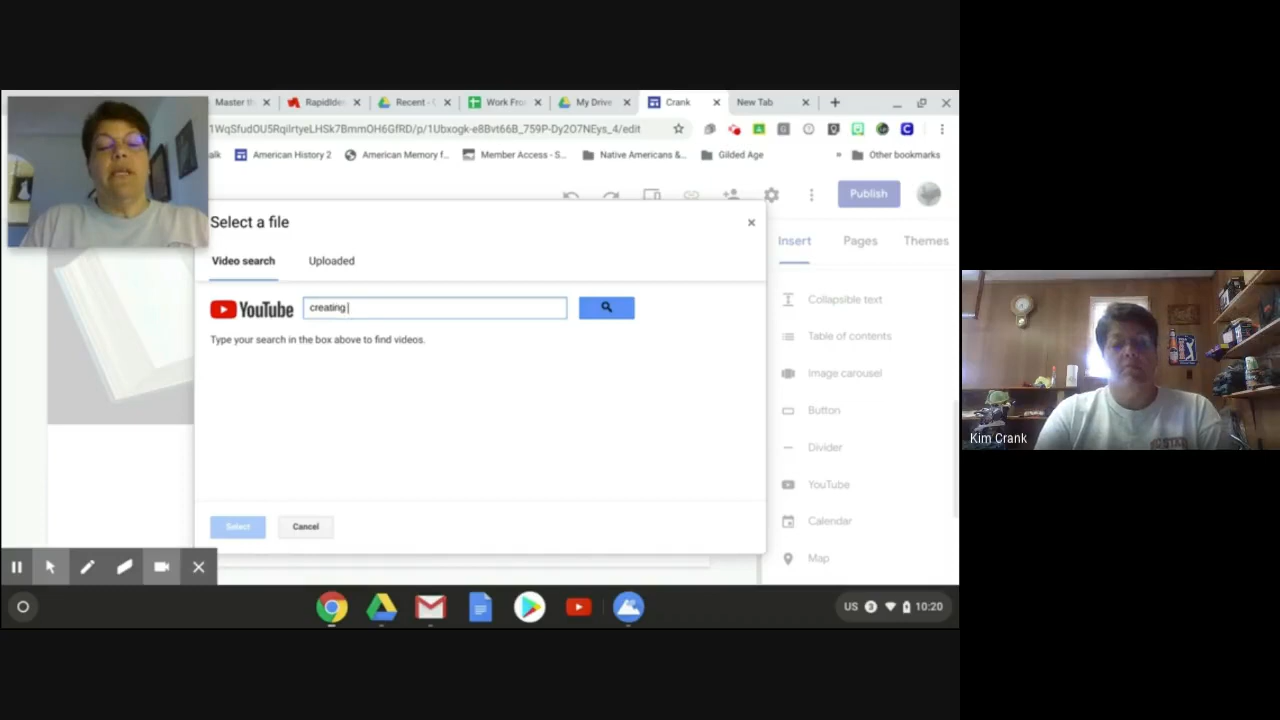 Master th
RapidIden
Recent - G
Work Fro
My Drive
Crank
New Tab
1WqSfudOU5RqilrtyeLHSk7BmmOH6GfRD/p/1Ubxogk-e8Bvt66B_759P-Dy2O7NEys_4/edit
alk
American History 2
American Memory f...
Member Access - S...
Native Americans &...
Gilded Age
»
Other bookmarks
Publish
Select a file
Insert
Pages
Themes
Video search
Uploaded
YouTube
creating
Type your search in the box above to find videos.
Collapsible text
Table of contents
Image carousel
Button
Divider
YouTube
Calendar
Map
Select
Cancel
US
3
10:20
Kim Crank